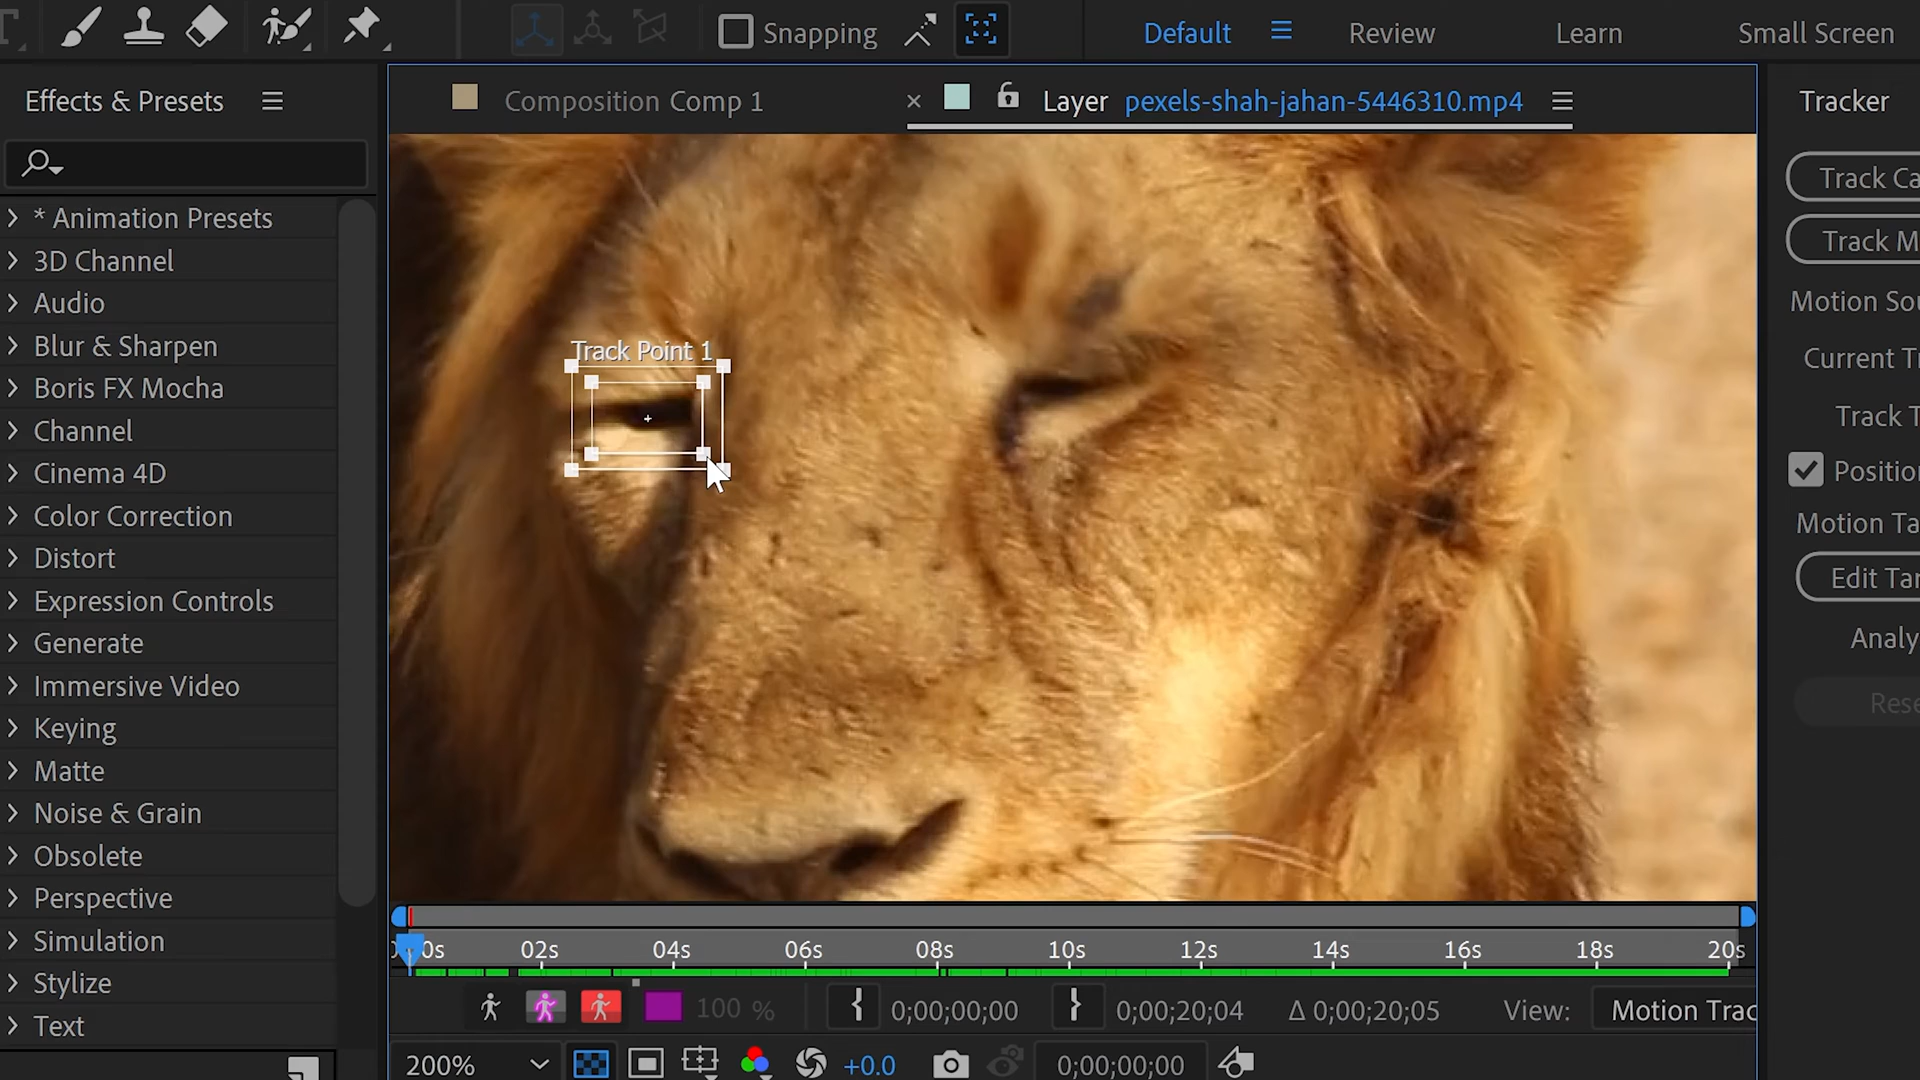 Snapping
Default
Review
Learn
Small Screen
Effects & Presets
Composition Comp 1
Layer pexels-shah-jahan-5446310.mp4
Tracker
* Animation Presets
3D Channel
Audio
Blur & Sharpen
Boris FX Mocha
Channel
Cinema 4D
Color Correction
Distort
Expression Controls
Generate
Immersive Video
Keying
Matte
Noise & Grain
Obsolete
Perspective
Simulation
Stylize
Text
Track Point 1
Track Ca
Track M
Motion Sou
Current Tr
Track T
Position
Motion Ta
Edit Tar
Analy
Rese
0s 02s 04s 06s 08s 10s 12s 14s 16s 18s 20s
100 %
0;00;00;00
0;00;20;04
Δ 0;00;20;05
View:
Motion Trac
200%
+0.0
0;00;00;00